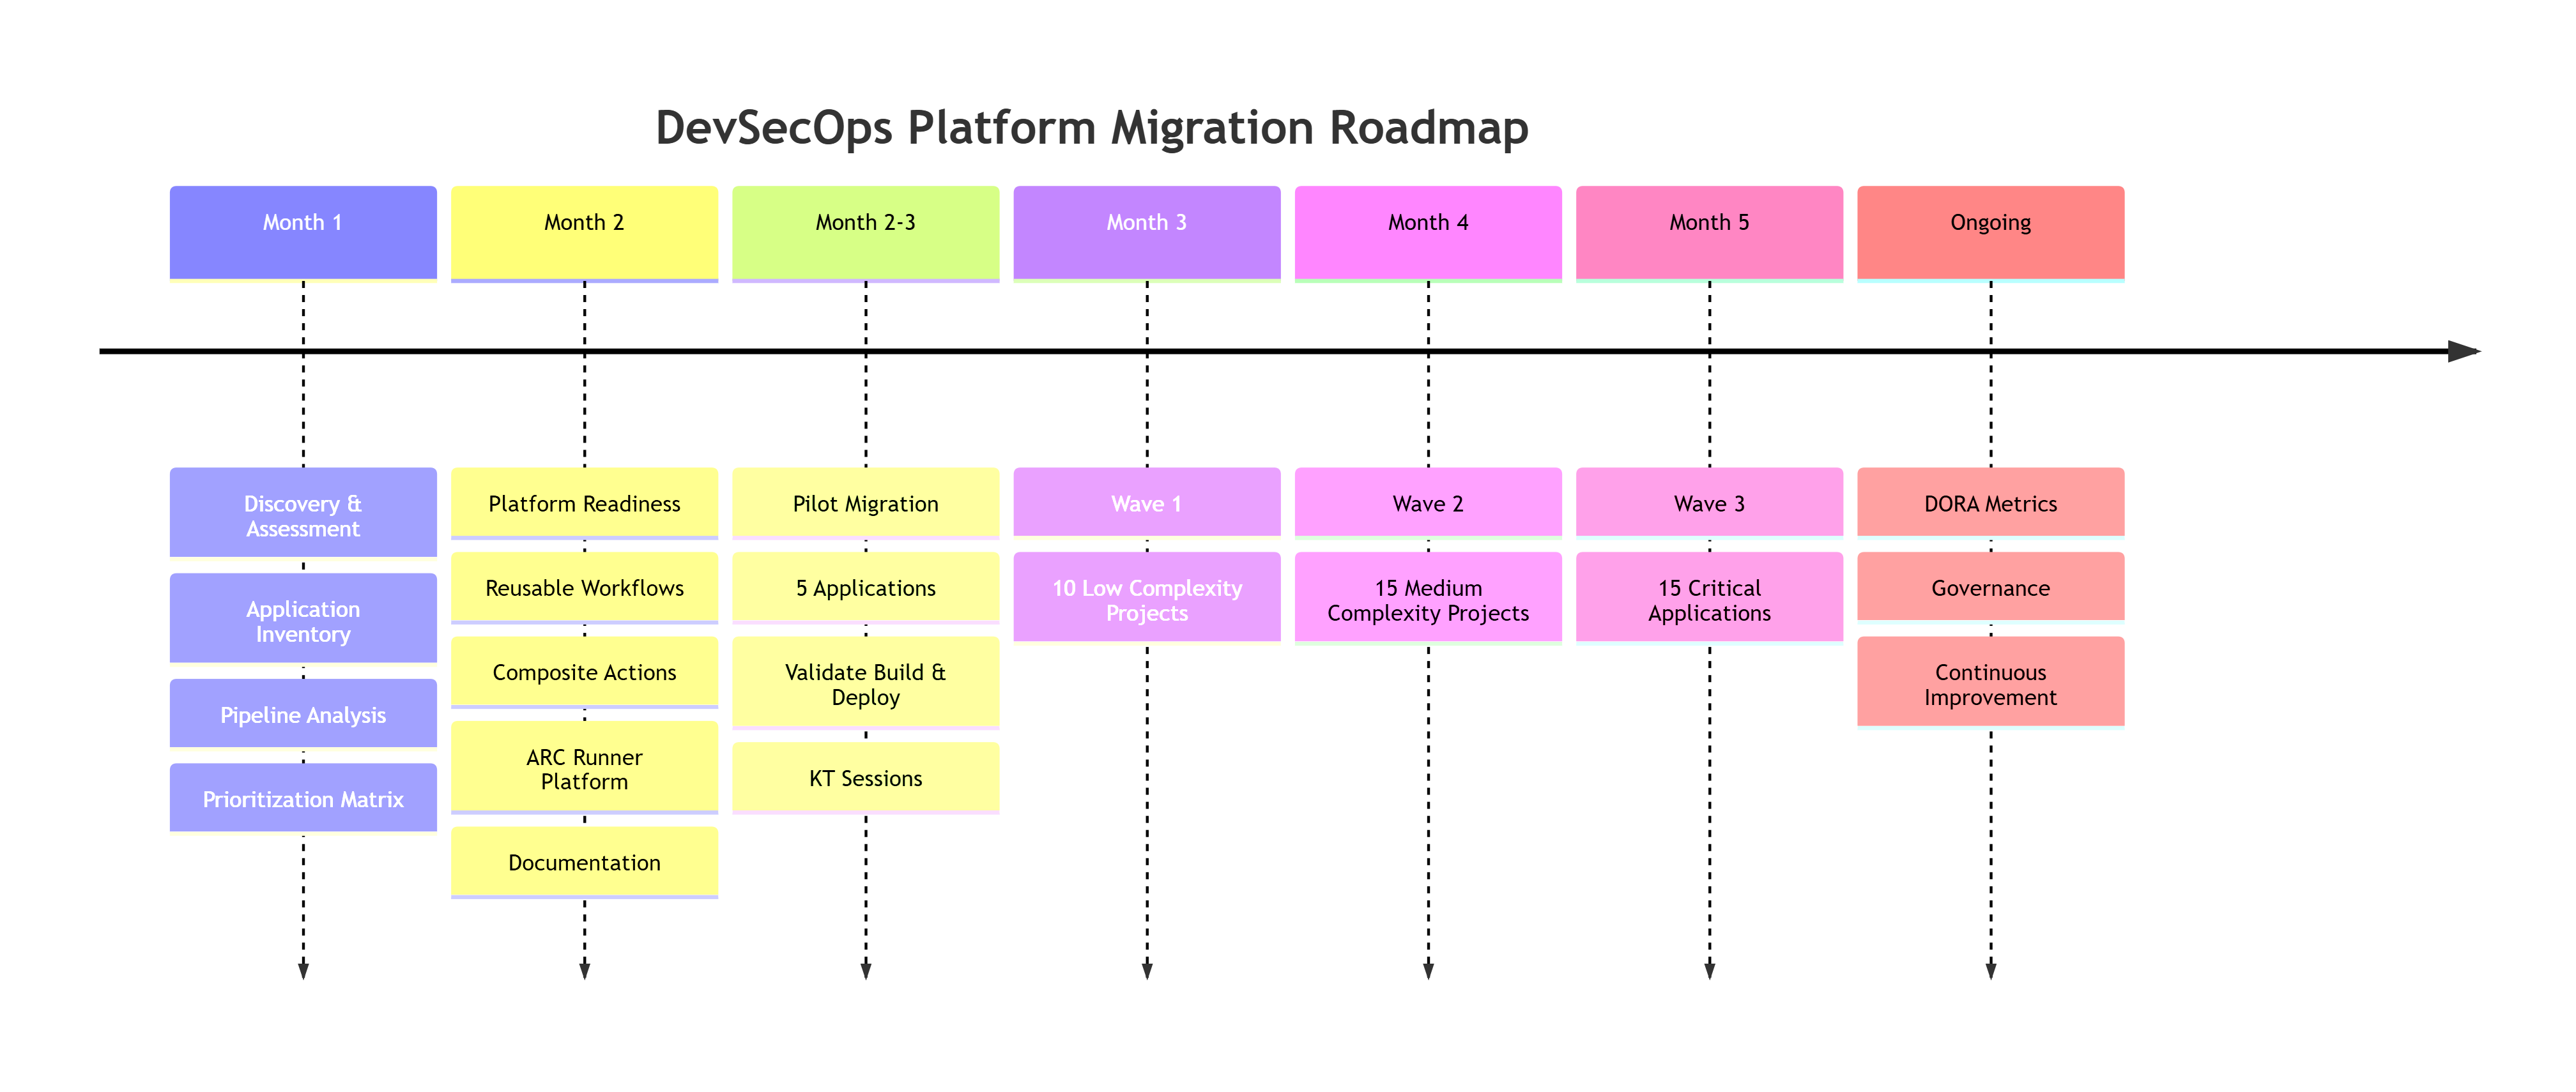 DevSecOps Platform Migration Roadmap
Month 1
Month 2
Month 2-3
Month 3
Month 4
Month 5
Ongoing
Discovery &
Assessment
Application
Inventory
Pipeline Analysis
Prioritization Matrix
Platform Readiness
Reusable Workflows
Composite Actions
ARC Runner
Platform
Documentation
Pilot Migration
5 Applications
Validate Build &
Deploy
KT Sessions
Wave 1
10 Low Complexity
Projects
Wave 2
15 Medium
Complexity Projects
Wave 3
15 Critical
Applications
DORA Metrics
Governance
Continuous
Improvement